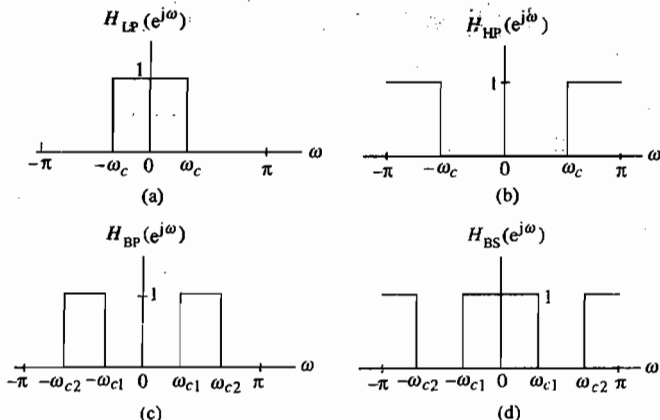 H_LP(e^jω)
H_HP(e^jω)
1
1
-π -ω_c 0 ω_c π ω
-π -ω_c 0 ω_c π ω
(a)
(b)
H_BP(e^jω)
H_BS(e^jω)
1
1
-π -ω_c2 -ω_c1 0 ω_c1 ω_c2 π ω
-π -ω_c2 -ω_c1 0 ω_c1 ω_c2 π ω
(c)
(d)